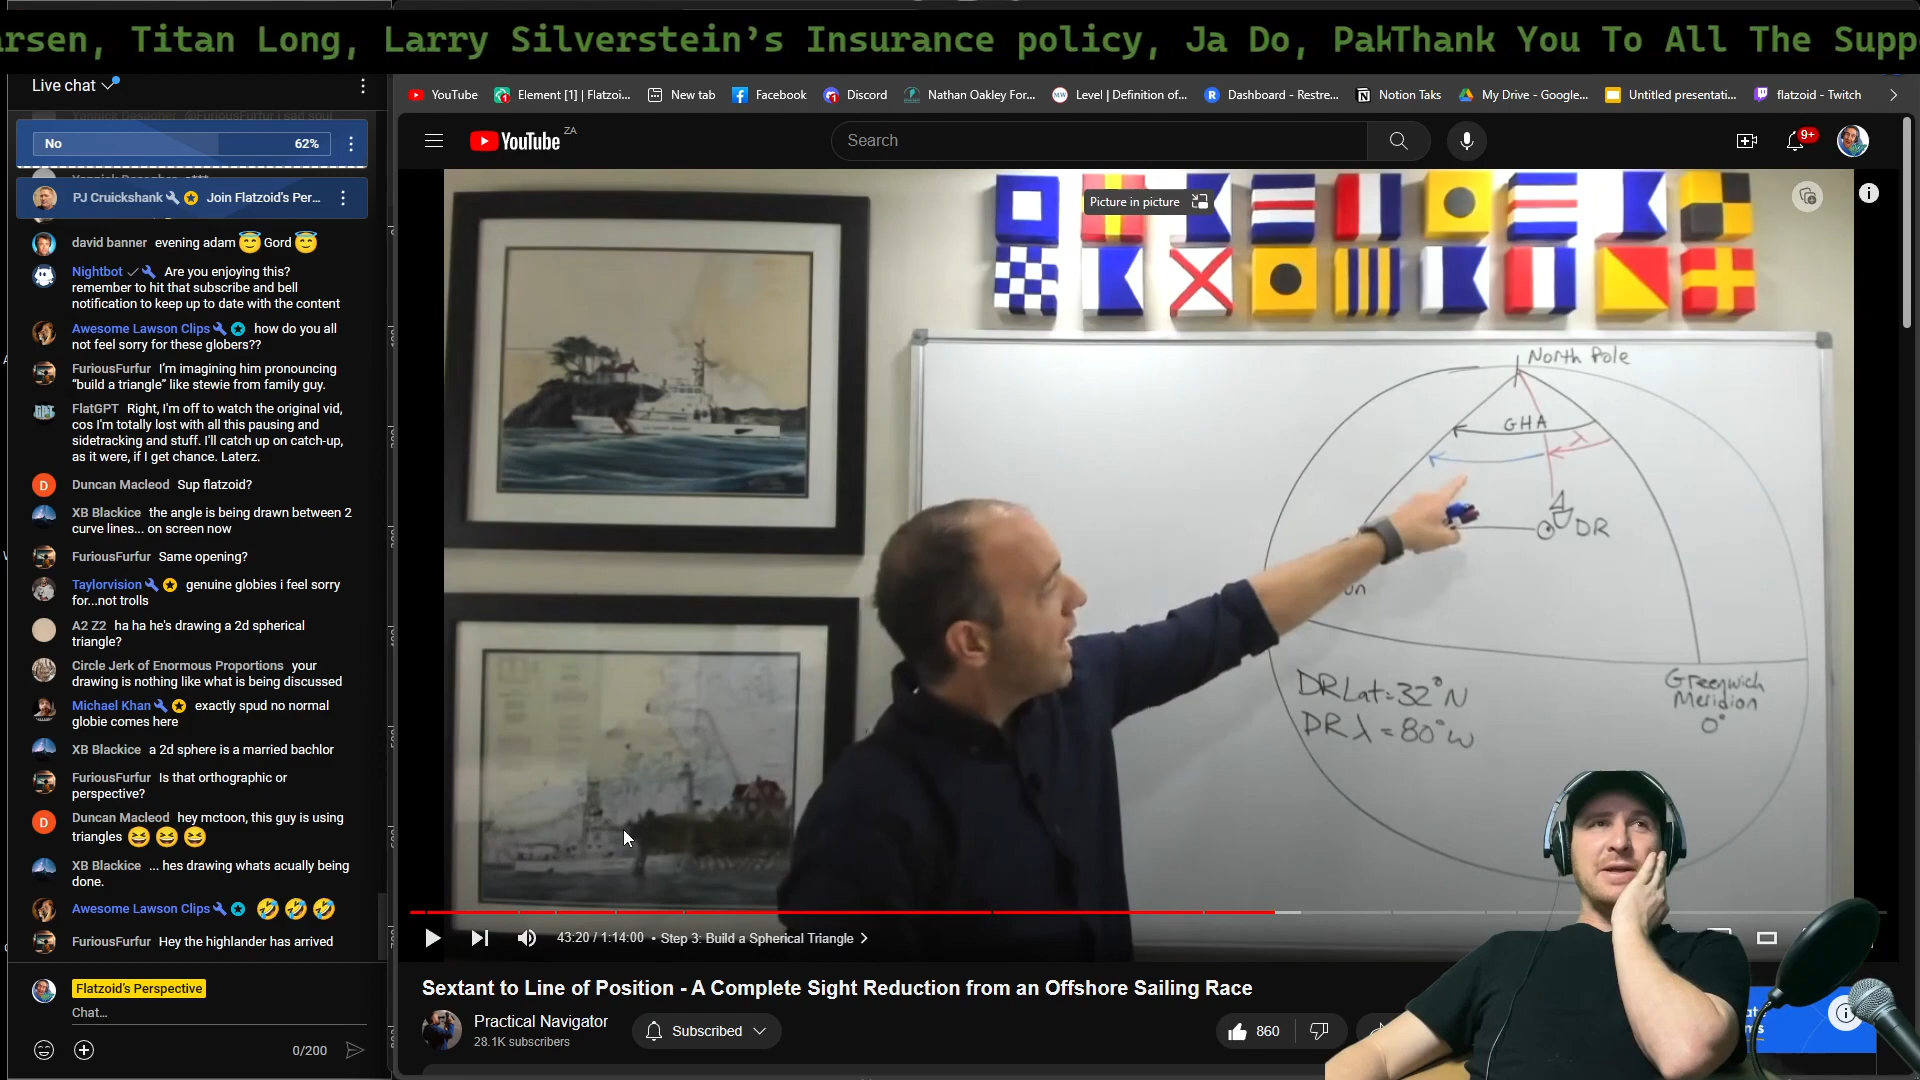 arsen, Titan Long, Larry Silverstein's Insurance policy, Ja Do, PakThank You To All The Supp
Live chat
YouTube
Element [1] | Flatzoi...
New tab
Facebook
Discord
Nathan Oakley For...
Level | Definition of...
Dashboard - Restre...
Notion Taks
My Drive - Google...
Untitled presentati...
flatzoid - Twitch
No 62%
PJ Cruickshank Join Flatzoid's Per...
david banner evening adam Gord
Nightbot Are you enjoying this?
remember to hit that subscribe and bell
notification to keep up to date with the content
Awesome Lawson Clips how do you all
not feel sorry for these globers??
FuriousFurfur I'm imagining him pronouncing
“build a triangle” like stewie from family guy.
FlatGPT Right, I'm off to watch the original vid,
cos I'm totally lost with all this pausing and
sidetracking and stuff. I'll catch up on catch-up,
as it were, if I get chance. Laterz.
Duncan Macleod Sup flatzoid?
XB Blackice the angle is being drawn between 2
curve lines... on screen now
FuriousFurfur Same opening?
Taylorvision genuine globies i feel sorry
for...not trolls
A2 Z2 ha ha he's drawing a 2d spherical
triangle?
Circle Jerk of Enormous Proportions your
drawing is nothing like what is being discussed
Michael Khan exactly spud no normal
globie comes here
XB Blackice a 2d sphere is a married bachlor
FuriousFurfur Is that orthographic or
perspective?
Duncan Macleod hey mctoon, this guy is using
triangles
XB Blackice ... hes drawing whats acually being
done.
Awesome Lawson Clips
FuriousFurfur Hey the highlander has arrived
Flatzoid's Perspective
Chat...
0/200
YouTube ZA
Search
9+
Picture in picture
North Pole
GHA
λ
DR
DR Lat = 32° N
DR λ = 80° W
Greenwich
Meridion
0°
43:20 / 1:14:00 • Step 3: Build a Spherical Triangle
Sextant to Line of Position - A Complete Sight Reduction from an Offshore Sailing Race
Practical Navigator
28.1K subscribers
Subscribed
860